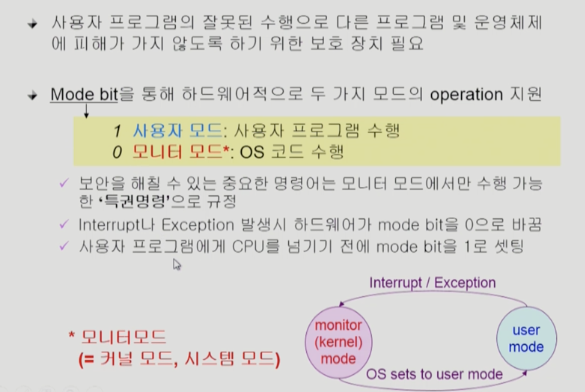 사용자 프로그램의 잘못된 수행으로 다른 프로그램 및 운영체제
에 피해가 가지 않도록 하기 위한 보호 장치 필요
Mode bit을 통해 하드웨어적으로 두 가지 모드의 operation 지원
1 사용자 모드: 사용자 프로그램 수행
0 모니터 모드*: OS 코드 수행
✓ 보안을 해칠 수 있는 중요한 명령어는 모니터 모드에서만 수행 가능
한 '특권명령'으로 규정
✓ Interrupt나 Exception 발생시 하드웨어가 mode bit을 0으로 바꿈
✓ 사용자 프로그램에게 CPU를 넘기기 전에 mode bit을 1로 셋팅
Interrupt / Exception
monitor
(kernel)
mode
user
mode
OS sets to user mode
* 모니터모드
(= 커널 모드, 시스템 모드)